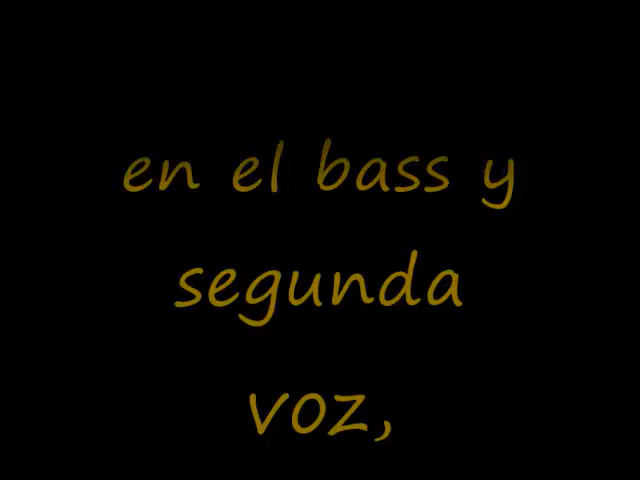 en el bass y
segunda
voz,